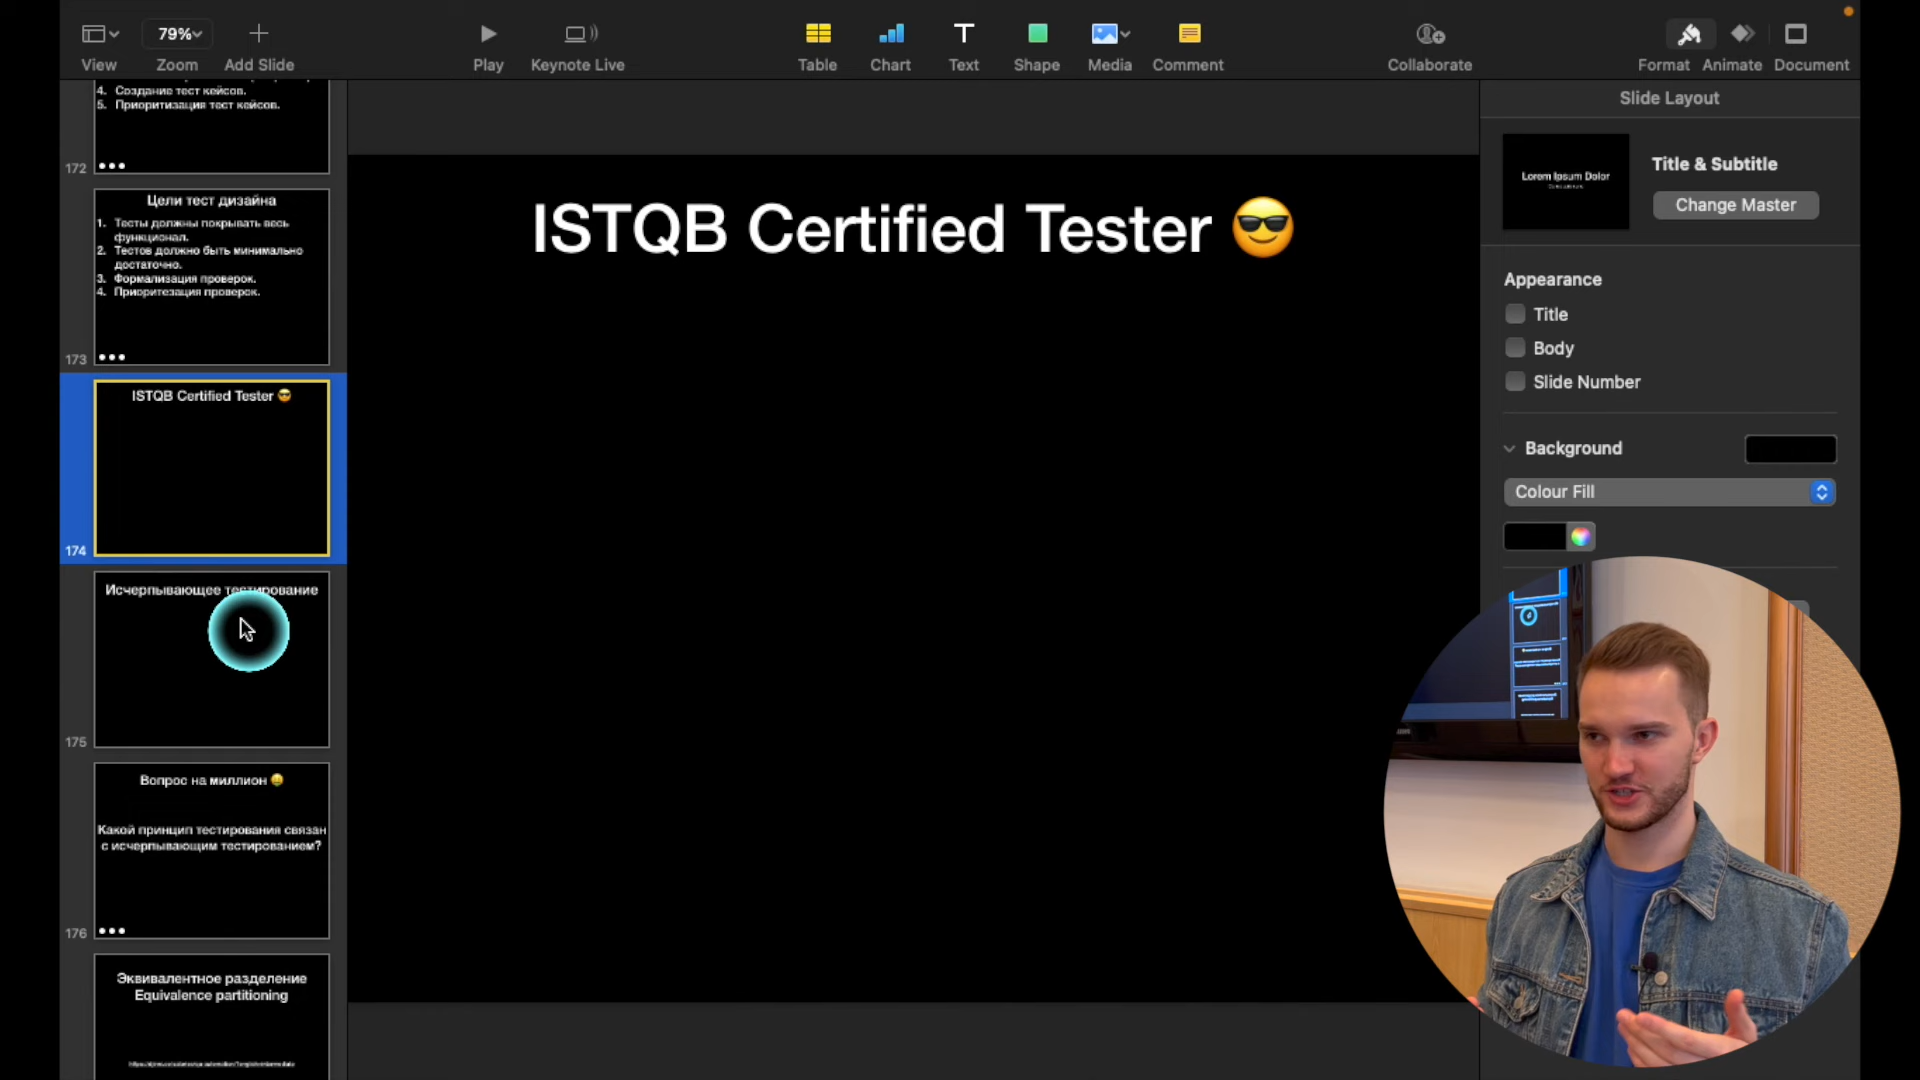 79%
View
Zoom
Add Slide
Play
Keynote Live
Table
Chart
Text
Shape
Media
Comment
Collaborate
Format
Animate
Document
4. Создание тест кейсов.
5. Приоритизация тест кейсов.
172
Цели тест дизайна
1. Тесты должны покрывать весь
функционал.
2. Тестов должно быть минимально
достаточно.
3. Формализация проверок.
4. Приоритезация проверок.
173
ISTQB Certified Tester 😎
174
Исчерпывающее тестирование
175
Вопрос на миллион
Какой принцип тестирования связан
с исчерпывающим тестированием?
176
Эквивалентное разделение
Equivalence partitioning
ISTQB Certified Tester 😎
Slide Layout
Lorem Ipsum Dolor
Title & Subtitle
Change Master
Appearance
Title
Body
Slide Number
Background
Colour Fill